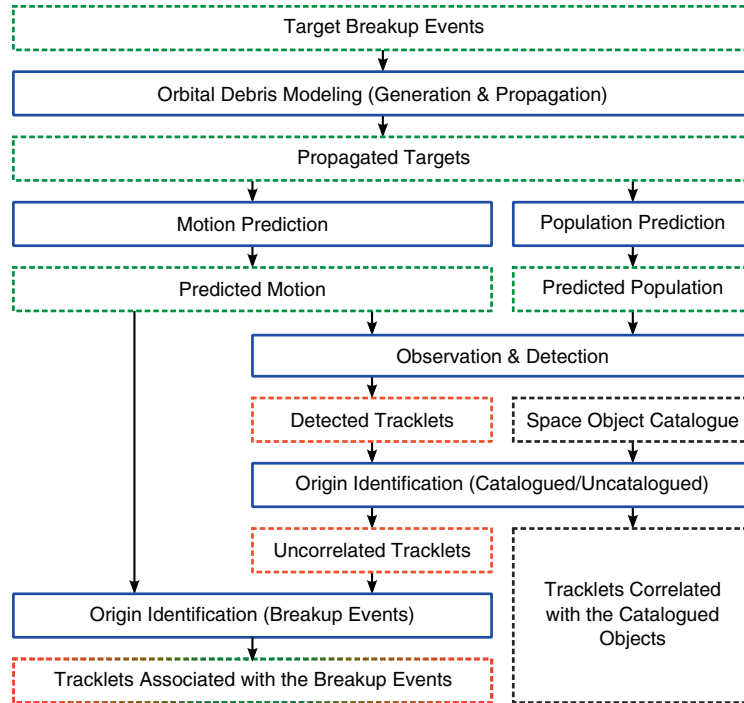 Target Breakup Events
Orbital Debris Modeling (Generation & Propagation)
Propagated Targets
Motion Prediction
Population Prediction
Predicted Motion
Predicted Population
Observation & Detection
Detected Tracklets
Space Object Catalogue
Origin Identification (Catalogued/Uncatalogued)
Uncorrelated Tracklets
Tracklets Correlated
with the Catalogued
Objects
Origin Identification (Breakup Events)
Tracklets Associated with the Breakup Events